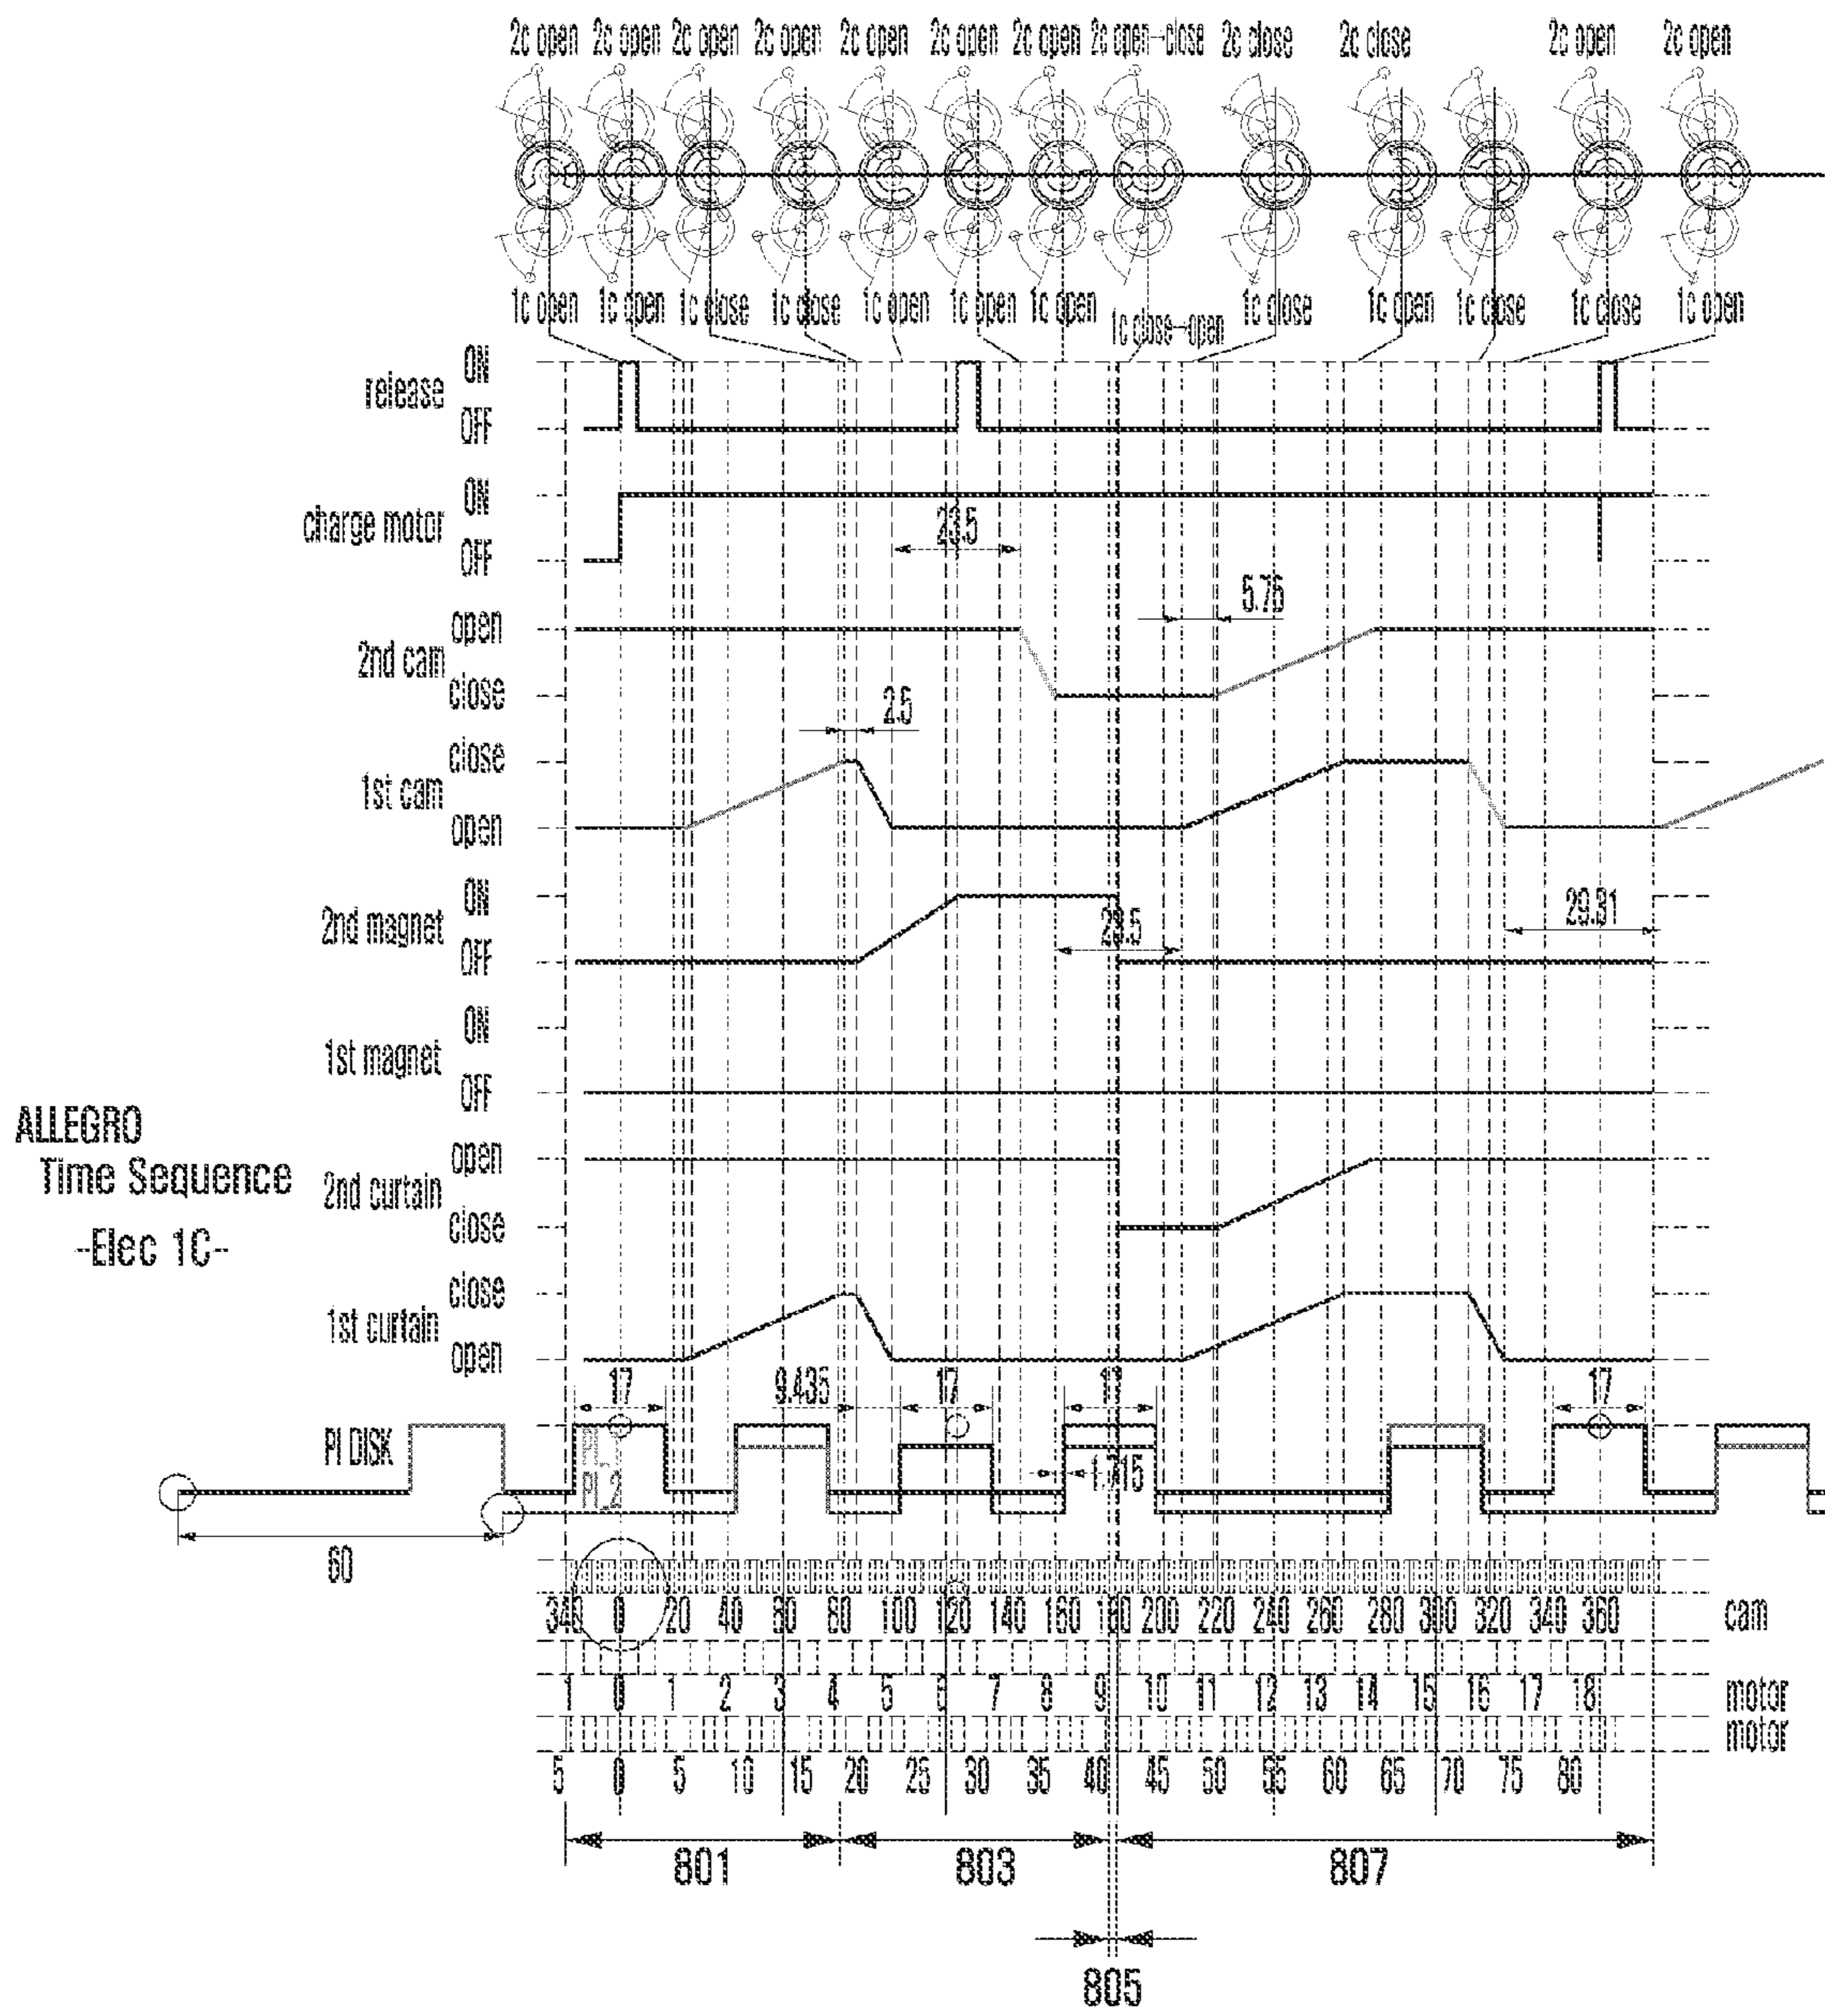 2c open 2c open 2c open 2c open 2c open 2c open 2c open 2c open→close 2c close 2c close 2c open 2c open
1c open 1c open 1c close 1c close 1c open 1c open 1c open 1c close→open 1c close 1c open 1c close 1c close 1c open
release ON
OFF
charge motor ON
OFF
23.5
2nd cam open
close
5.75
1st cam close
open
2.5
2nd magnet ON
OFF
23.5
29.31
1st magnet ON
OFF
ALLEGRO
Time Sequence
-Elec 1C-
2nd curtain open
close
1st curtain close
open
17 9.435 17 17 17
PI DISK
PI_1
PI_2
1.715
60
340 0 20 40 60 80 100 120 140 160 180 200 220 240 260 280 300 320 340 360 cam
1 0 1 2 3 4 5 6 7 8 9 10 11 12 13 14 15 16 17 18 motor
motor
5 0 5 10 15 20 25 30 35 40 45 50 55 60 65 70 75 80
801 803 807
805